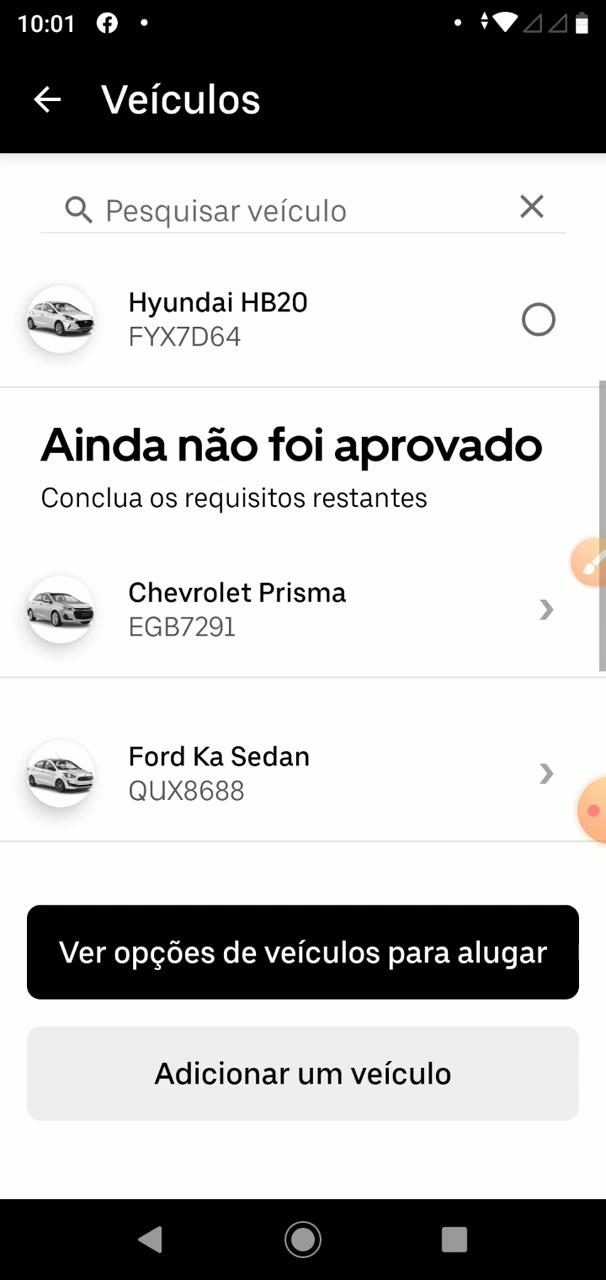 10:01
Veículos
Pesquisar veículo
Hyundai HB20
FYX7D64
Ainda não foi aprovado
Conclua os requisitos restantes
Chevrolet Prisma
EGB7291
Ford Ka Sedan
QUX8688
Ver opções de veículos para alugar
Adicionar um veículo